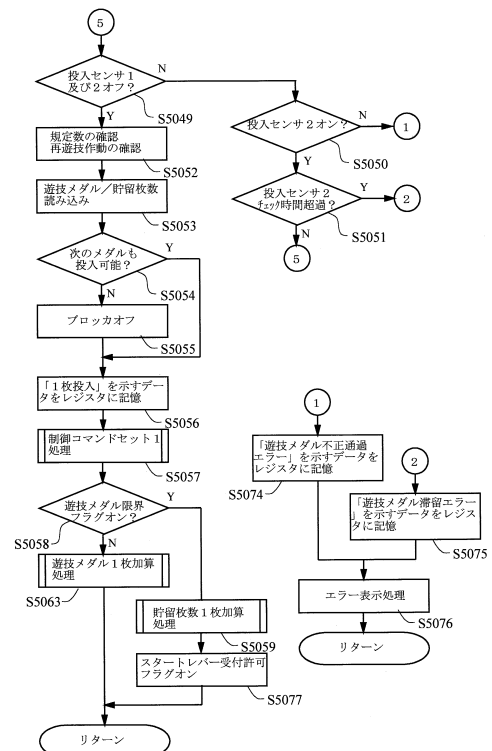 5
投入センサ1
及び2オフ？
N
S5049
Y
規定数の確認
再遊技作動の確認
S5052
遊技メダル／貯留枚数
読み込み
S5053
次のメダルも
投入可能？
Y
S5054
N
ブロッカオフ
S5055
「1枚投入」を示すデー
タをレジスタに記憶
S5056
制御コマンドセット1
処理
S5057
遊技メダル限界
フラグオン？
Y
S5058
N
遊技メダル1枚加算
処理
S5063
貯留枚数1枚加算
処理
S5059
スタートレバー受付許可
フラグオン
S5077
リターン
投入センサ2オン？
N
1
S5050
Y
投入センサ2
ﾁｪｯｸ時間超過？
Y
2
S5051
N
5
1
「遊技メダル不正通過
エラー」を示すデータを
レジスタに記憶
S5074
2
「遊技メダル滞留エラー
」を示すデータをレジス
タに記憶
S5075
エラー表示処理
S5076
リターン